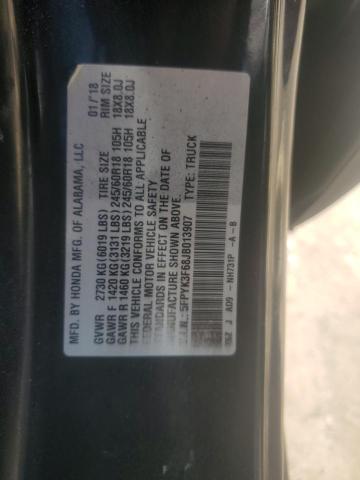 MFD. BY HONDA MFG. OF ALABAMA, LLC 01/'18
GVWR 2730 KG(6019 LBS) TIRE SIZE RIM SIZE
GAWR F 1420 KG(3131 LBS) 245/60R18 105H 18X8.0J
GAWR R 1460 KG(3219 LBS) 245/60R18 105H 18X8.0J
THIS VEHICLE CONFORMS TO ALL APPLICABLE
FEDERAL MOTOR VEHICLE SAFETY
STANDARDS IN EFFECT ON THE DATE OF
MANUFACTURE SHOWN ABOVE.
V.I.N.: 5FPYK3F68JB013907 TYPE: TRUCK
J AD9 -NH731P -A -B